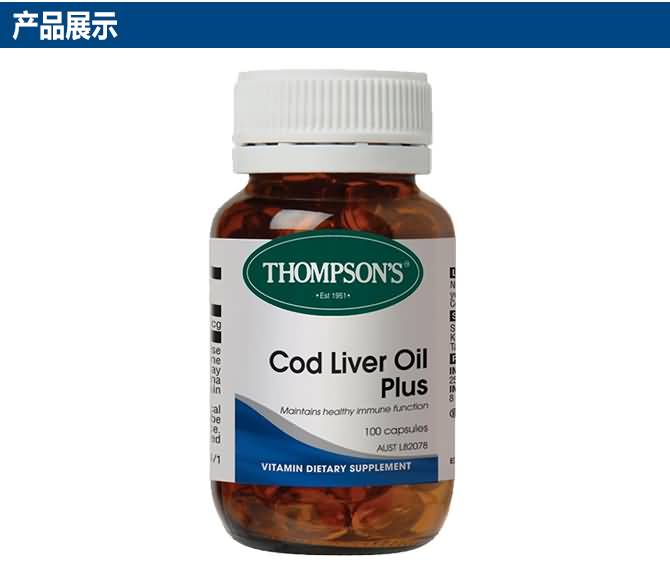 产品展示
THOMPSON'S®
• Est 1951 •
Cod Liver Oil
Plus
Maintains healthy immune function
100 capsules
AUST L82078
VITAMIN DIETARY SUPPLEMENT